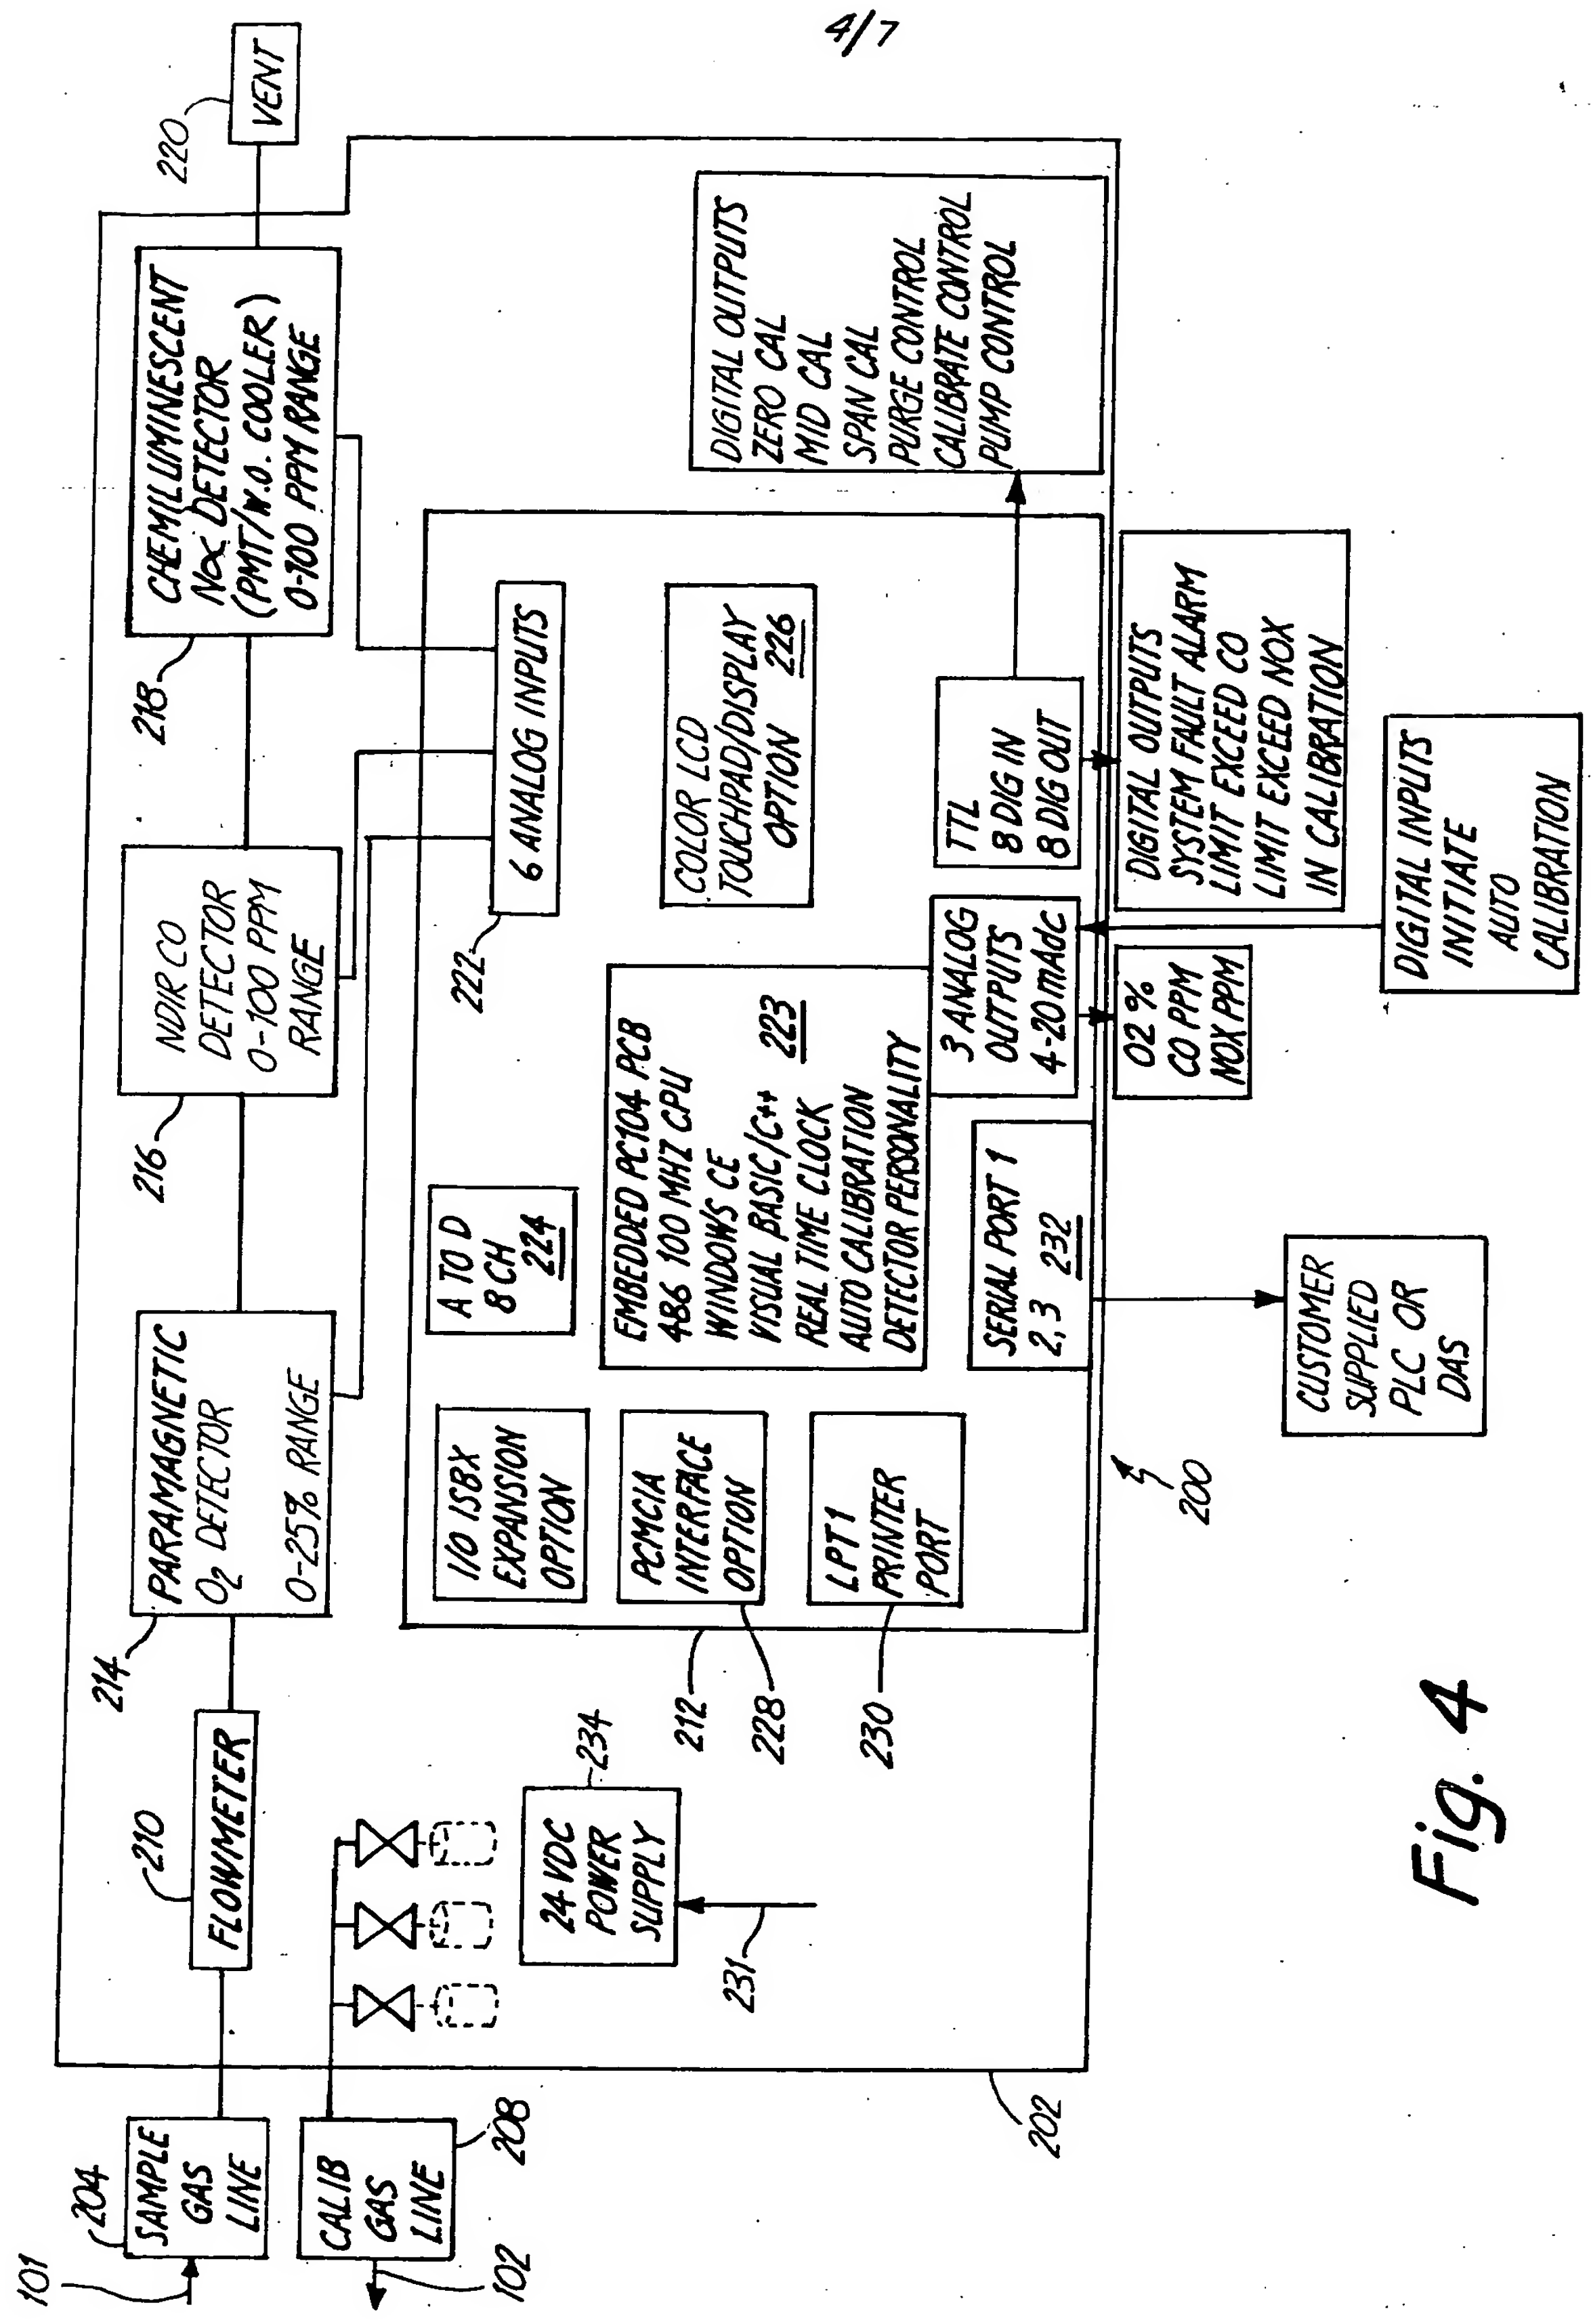 4/7
101
204
SAMPLE
GAS
LINE
210
FLOWMETER
214
PARAMAGNETIC
O2 DETECTOR
0-25% RANGE
216
NDIR CO
DETECTOR
0-100 PPM
RANGE
218
CHEMILUMINESCENT
NOX DETECTOR
(PMT/W.O. COOLER)
0-100 PPM RANGE
220
VENT
102
CALIB
GAS
LINE
208
202
24 VDC
POWER
SUPPLY
234
231
212
I/O ISBX
EXPANSION
OPTION
PCMCIA
INTERFACE
OPTION
228
LPT1
PRINTER
PORT
230
A TO D
8 CH
224
222
6 ANALOG INPUTS
EMBEDDED PC104 PCB
486 100 MHZ CPU
WINDOWS CE
VISUAL BASIC/C++
REAL TIME CLOCK
AUTO CALIBRATION
DETECTOR PERSONALITY
223
COLOR LCD
TOUCHPAD/DISPLAY
OPTION 226
SERIAL PORT 1
2,3 232
3 ANALOG
OUTPUTS
4-20 mAdC
TTL
8 DIG IN
8 DIG OUT
DIGITAL OUTPUTS
ZERO CAL
MID CAL
SPAN CAL
PURGE CONTROL
CALIBRATE CONTROL
PUMP CONTROL
200
CUSTOMER
SUPPLIED
PLC OR
DAS
O2 %
CO PPM
NOX PPM
DIGITAL OUTPUTS
SYSTEM FAULT ALARM
LIMIT EXCEED CO
LIMIT EXCEED NOX
IN CALIBRATION
DIGITAL INPUTS
INITIATE
AUTO
CALIBRATION
Fig. 4